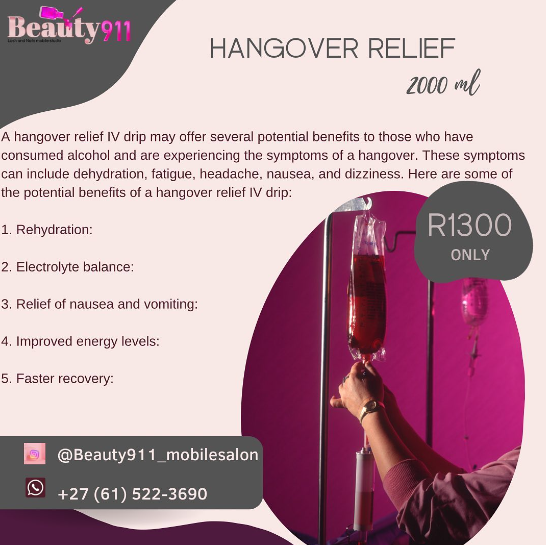 Beauty911
HANGOVER RELIEF
2000 ml
A hangover relief IV drip may offer several potential benefits to those who have
consumed alcohol and are experiencing the symptoms of a hangover. These symptoms
can include dehydration, fatigue, headache, nausea, and dizziness. Here are some of
the potential benefits of a hangover relief IV drip:
1. Rehydration:
2. Electrolyte balance:
3. Relief of nausea and vomiting:
4. Improved energy levels:
5. Faster recovery:
R1300
ONLY
@Beauty911_mobilesalon
+27 (61) 522-3690